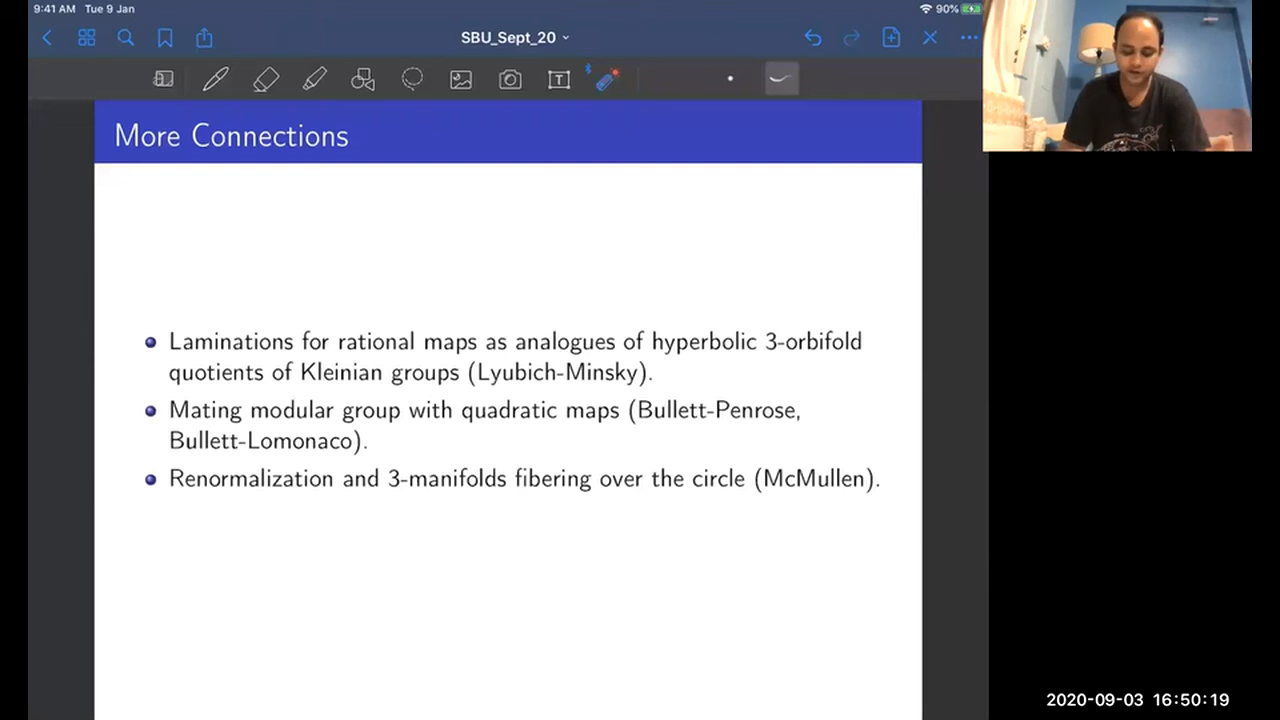 9:41 AM Tue 9 Jan
90%
SBU_Sept_20
T
More Connections
Laminations for rational maps as analogues of hyperbolic 3-orbifold
quotients of Kleinian groups (Lyubich-Minsky).
Mating modular group with quadratic maps (Bullett-Penrose,
Bullett-Lomonaco).
Renormalization and 3-manifolds fibering over the circle (McMullen).
2020-09-03 16:50:19